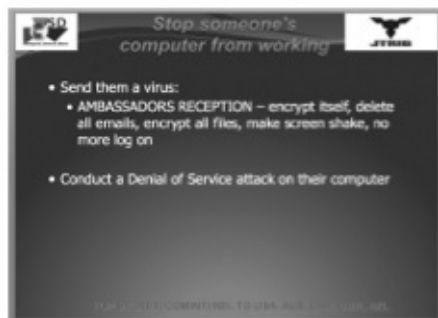 Stop someone's
computer from working
JTRIG
• Send them a virus:
• AMBASSADORS RECEPTION – encrypt itself, delete
all emails, encrypt all files, make screen shake, no
more log on
• Conduct a Denial of Service attack on their computer